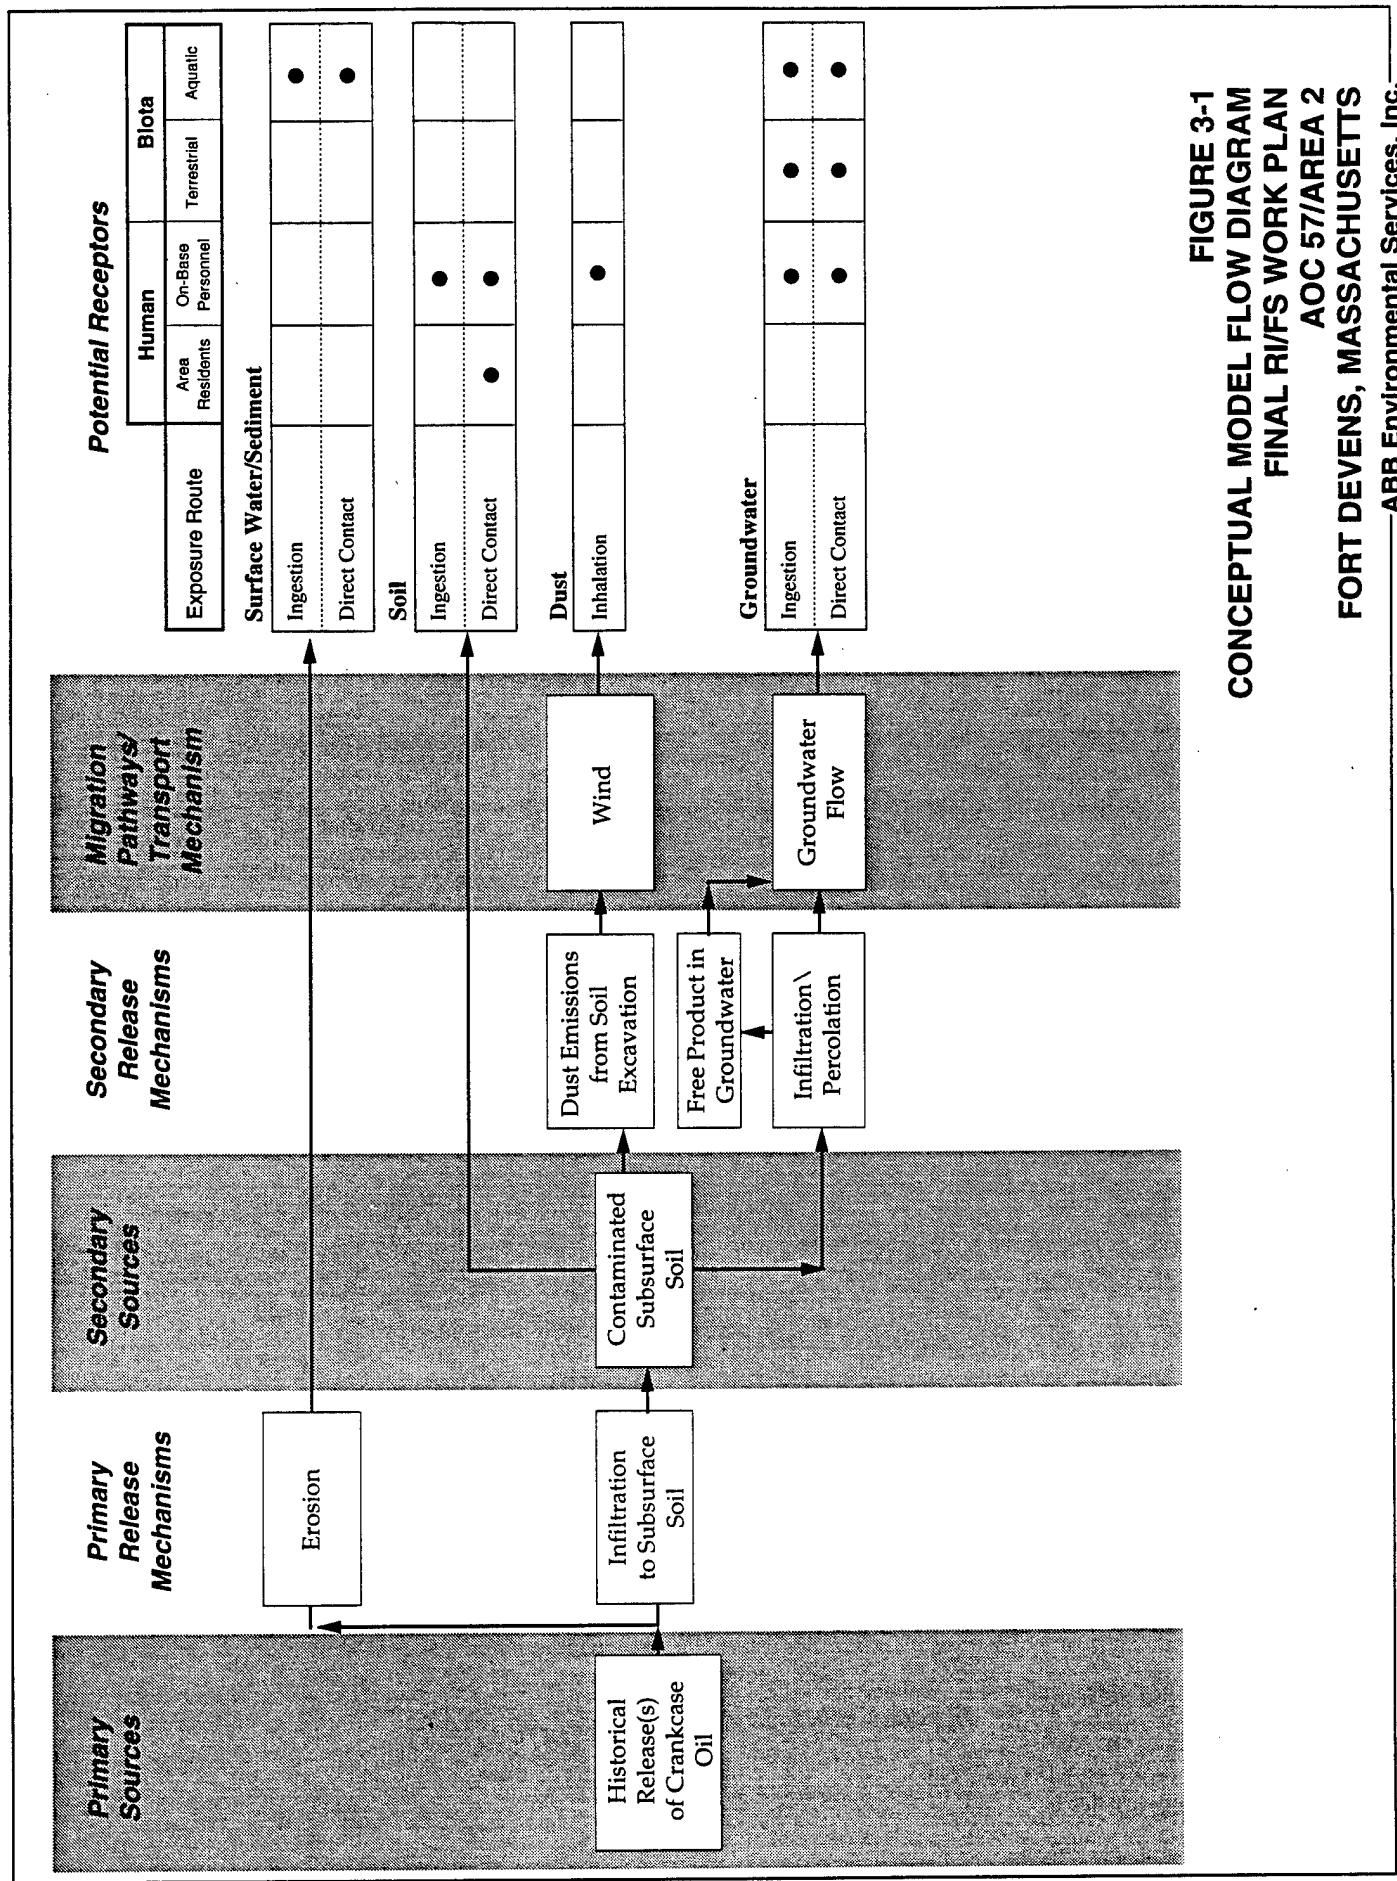 Primary
Sources
Primary
Release
Mechanisms
Secondary
Sources
Secondary
Release
Mechanisms
Migration
Pathways/
Transport
Mechanism
Potential Receptors
Human
Biota
Exposure Route
Area
Residents
On-Base
Personnel
Terrestrial
Aquatic
Historical
Release(s)
of Crankcase
Oil
Erosion
Infiltration
to Subsurface
Soil
Contaminated
Subsurface
Soil
Dust Emissions
from Soil
Excavation
Free Product in
Groundwater
Infiltration\
Percolation
Wind
Groundwater
Flow
Surface Water/Sediment
Ingestion
Direct Contact
Soil
Ingestion
Direct Contact
Dust
Inhalation
Groundwater
Ingestion
Direct Contact
FIGURE 3-1
CONCEPTUAL MODEL FLOW DIAGRAM
FINAL RI/FS WORK PLAN
AOC 57/AREA 2
FORT DEVENS, MASSACHUSETTS
ABB Environmental Services, Inc.